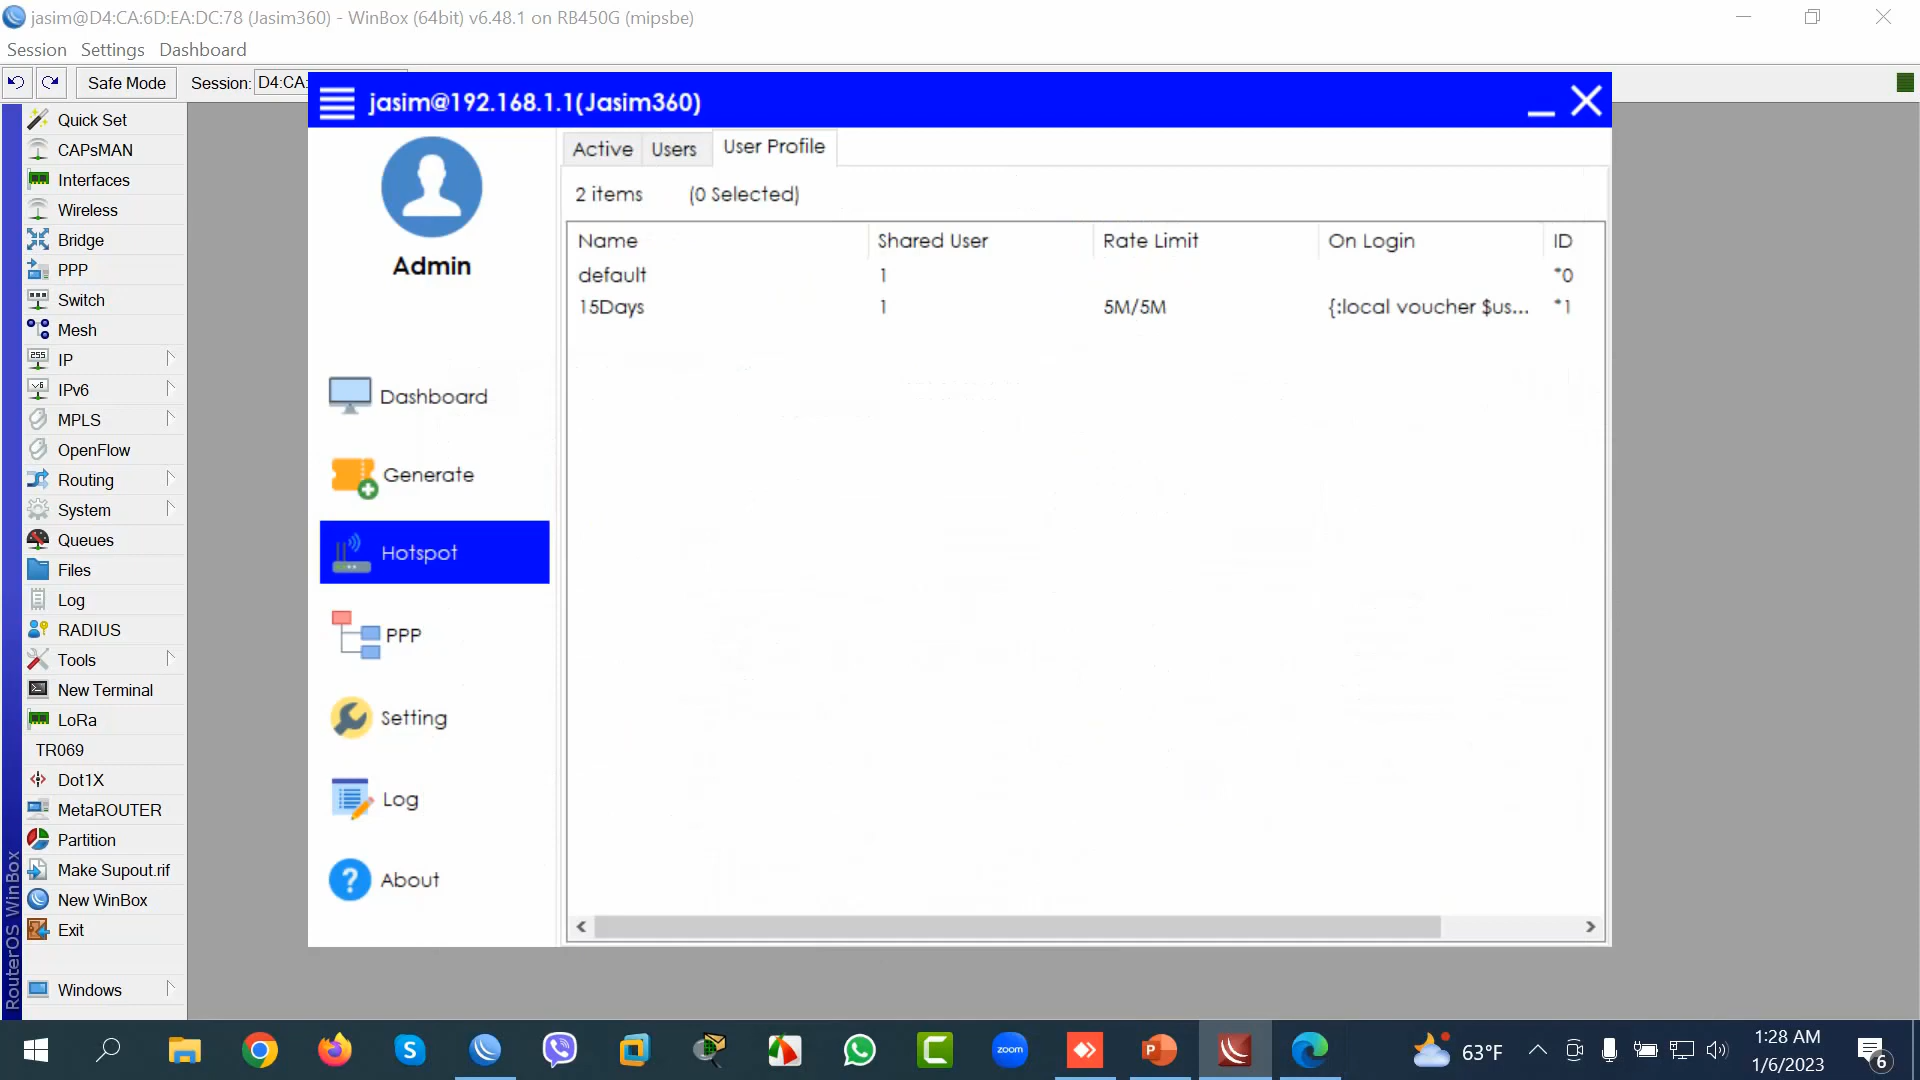 jasim@D4:CA:6D:EA:DC:78 (Jasim360) - WinBox (64bit) v6.48.1 on RB450G (mipsbe)
Session Settings Dashboard
Safe Mode Session: D4:CA:
Quick Set
CAPsMAN
Interfaces
Wireless
Bridge
PPP
Switch
Mesh
IP
IPv6
MPLS
OpenFlow
Routing
System
Queues
Files
Log
RADIUS
Tools
New Terminal
LoRa
TR069
Dot1X
MetaROUTER
Partition
Make Supout.rif
New WinBox
Exit
Windows
RouterOS WinBox
jasim@192.168.1.1(Jasim360)
Admin
Dashboard
Generate
Hotspot
PPP
Setting
Log
About
Active Users User Profile
2 items (0 Selected)
Name Shared User Rate Limit On Login ID
default 1 *0
15Days 1 5M/5M {:local voucher $us... *1
zoom
63°F
1:28 AM
1/6/2023
6